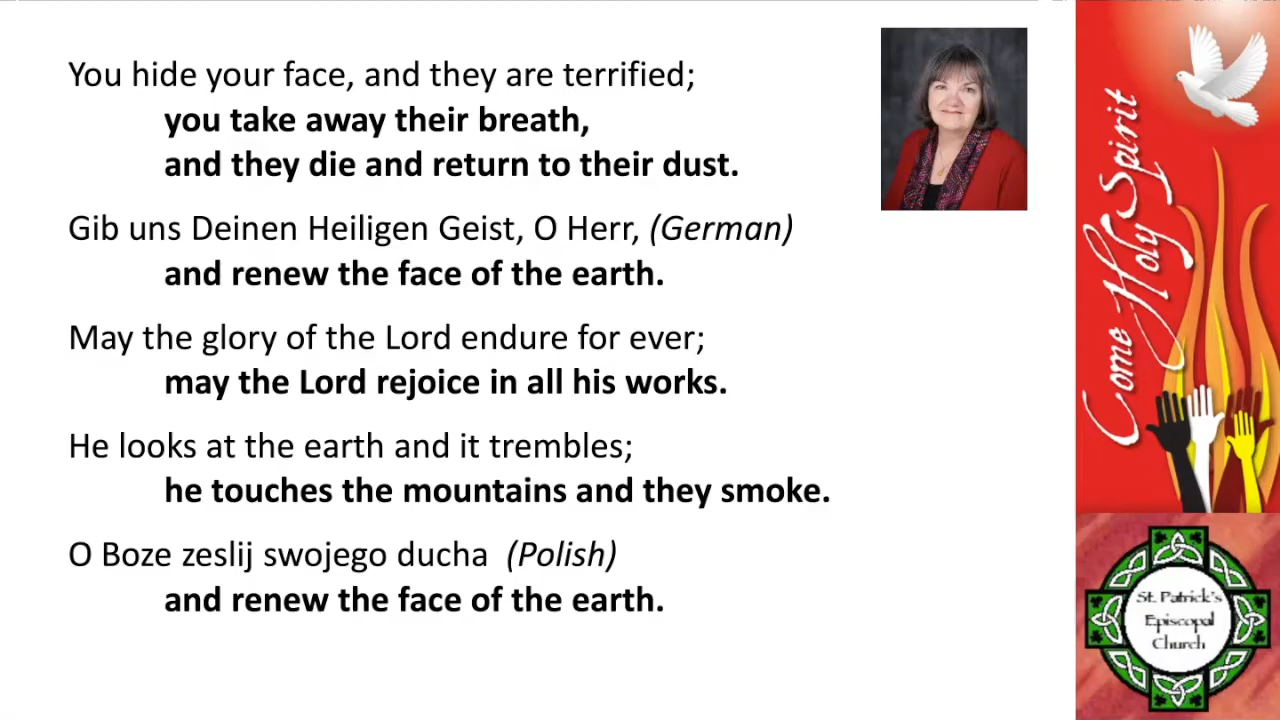 You hide your face, and they are terrified;
you take away their breath,
and they die and return to their dust.
Gib uns Deinen Heiligen Geist, O Herr, (German)
and renew the face of the earth.
May the glory of the Lord endure for ever;
may the Lord rejoice in all his works.
He looks at the earth and it trembles;
he touches the mountains and they smoke.
O Boze zeslij swojego ducha (Polish)
and renew the face of the earth.
Come Holy Spirit
St. Patrick's
Episcopal
Church